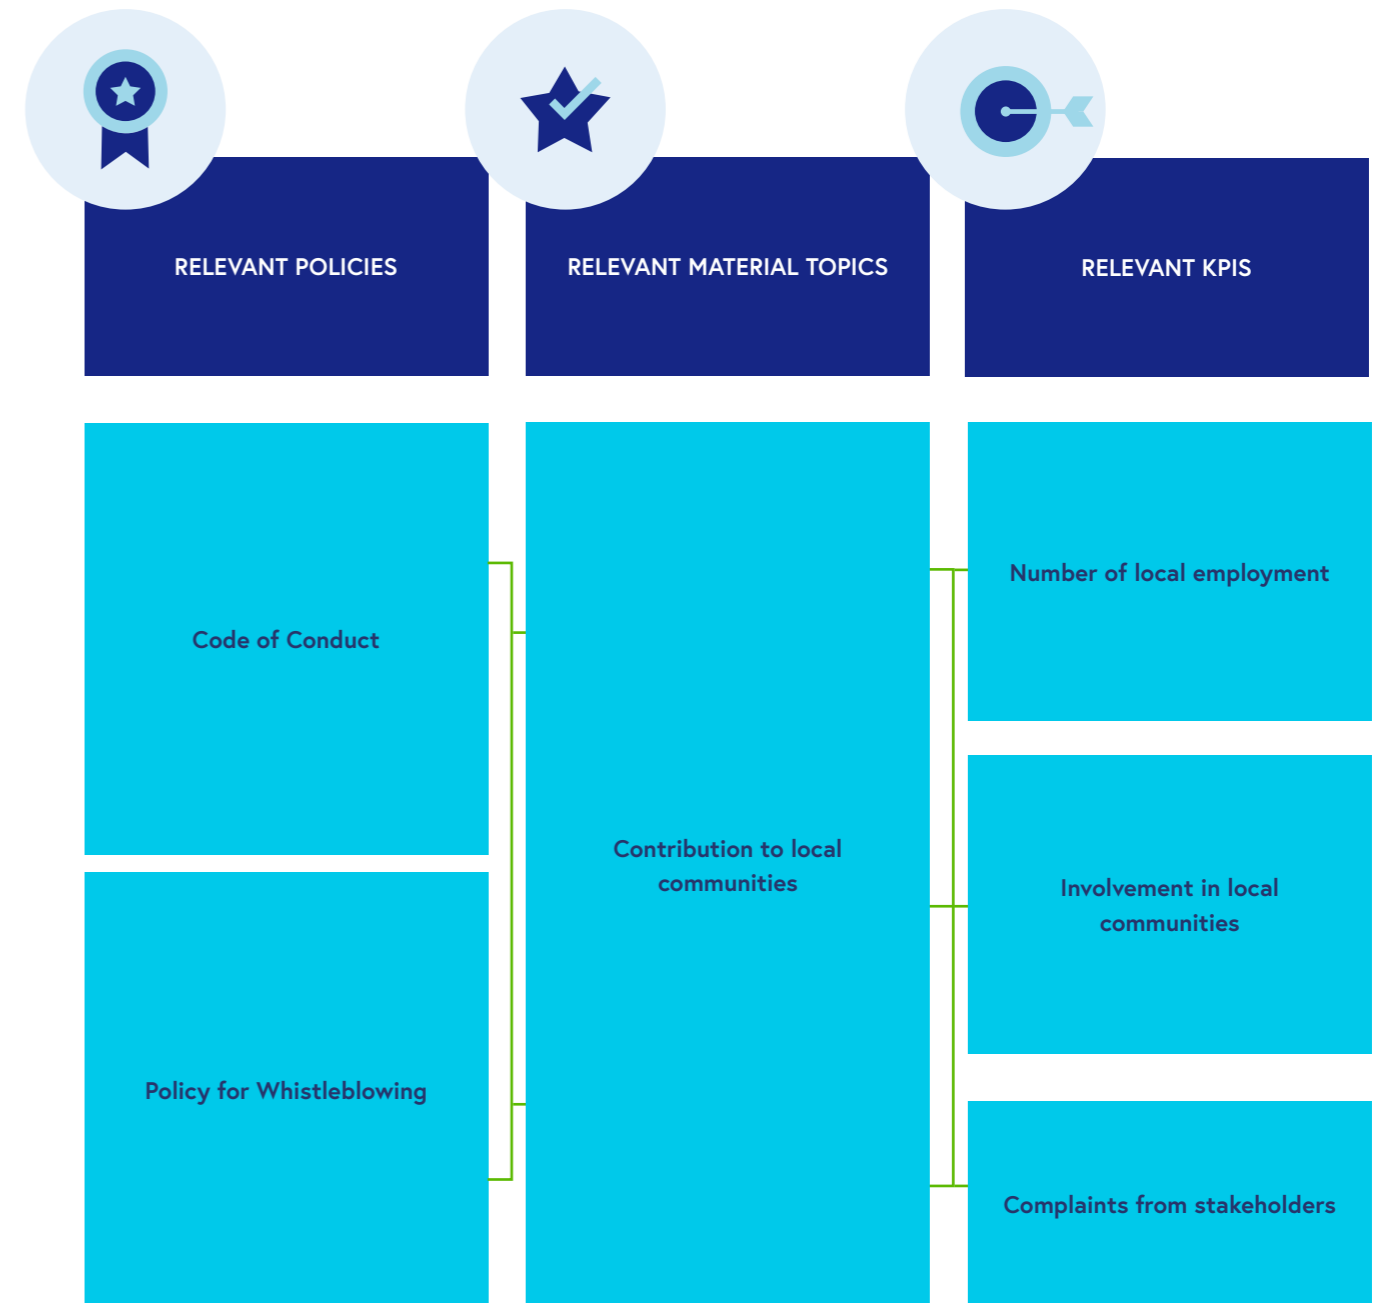 RELEVANT POLICIES
RELEVANT MATERIAL TOPICS
RELEVANT KPIS
Code of Conduct
Policy for Whistleblowing
Contribution to local
communities
Number of local employment
Involvement in local
communities
Complaints from stakeholders